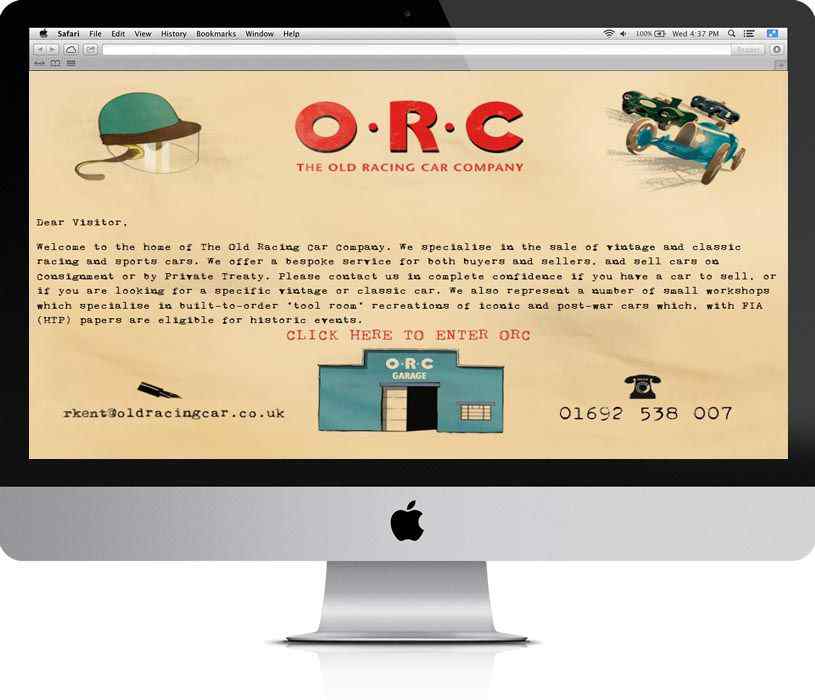 Safari File Edit View History Bookmarks Window Help 100% Wed 4:37 PM
Reader
O·R·C
THE OLD RACING CAR COMPANY
Dear Visitor,
Welcome to the home of The Old Racing Car Company. We specialise in the sale of vintage and classic
racing and sports cars. We offer a bespoke service for both buyers and sellers, and sell cars on
Consignment or by Private Treaty. Please contact us in complete confidence if you have a car to sell, or
if you are looking for a specific vintage or classic car. We also represent a number of small workshops
which specialise in built-to-order 'tool room' recreations of iconic and post-war cars which, with FIA
(HTP) papers are eligible for historic events.
CLICK HERE TO ENTER ORC
O·R·C
GARAGE
rkent@oldracingcar.co.uk
01692 538 007